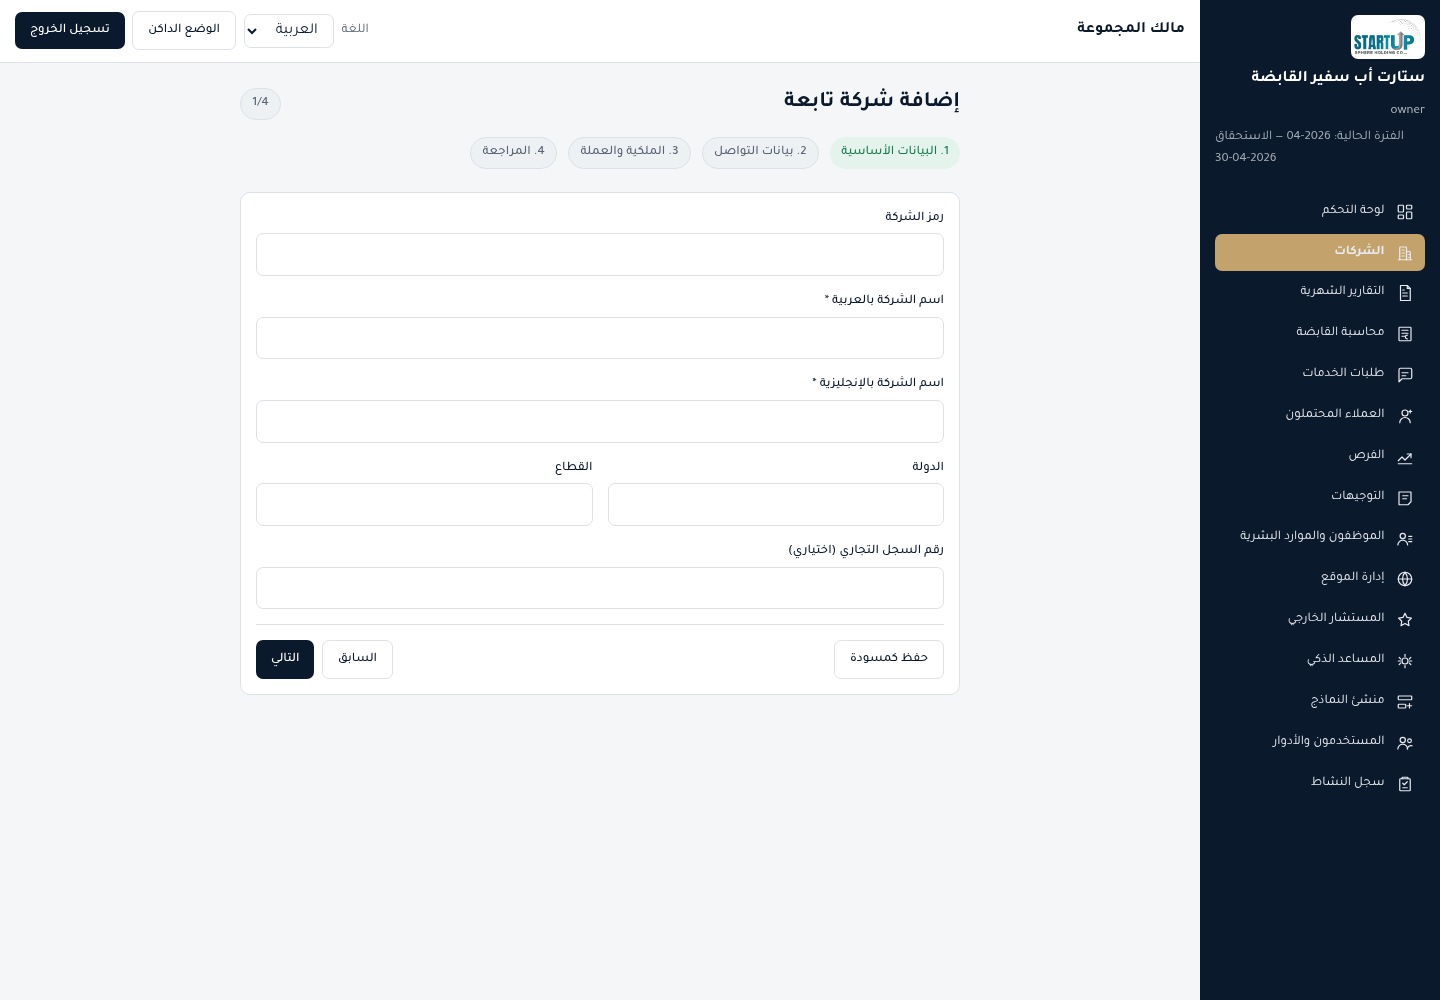 STARTUP
SPHERE HOLDING CO...
ستارت أب سفير القابضة
owner
الفترة الحالية: 2026-04 – الاستحقاق
30-04-2026
لوحة التحكم
الشركات
التقارير الشهرية
محاسبة القابضة
طلبات الخدمات
العملاء المحتملون
الفرص
التوجيهات
الموظفون والموارد البشرية
إدارة الموقع
المستشار الخارجي
المساعد الذكي
منشئ النماذج
المستخدمون والأدوار
سجل النشاط
مالك المجموعة
اللغة
العربية
الوضع الداكن
تسجيل الخروج
إضافة شركة تابعة
1/4
1. البيانات الأساسية
2. بيانات التواصل
3. الملكية والعملة
4. المراجعة
رمز الشركة
اسم الشركة بالعربية *
اسم الشركة بالإنجليزية *
الدولة
القطاع
رقم السجل التجاري (اختياري)
حفظ كمسودة
السابق
التالي